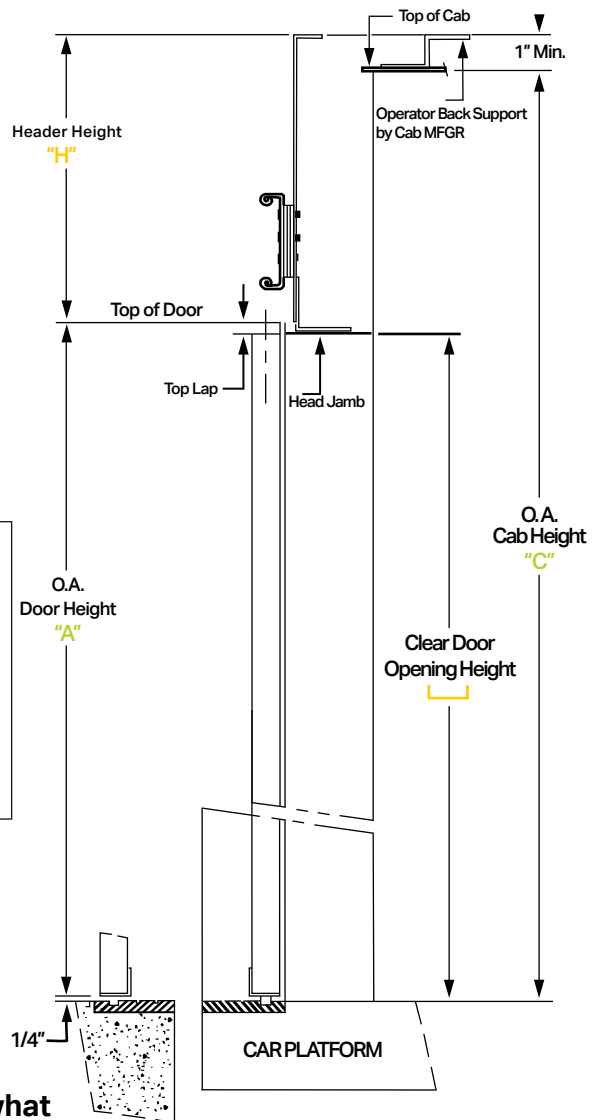 Top of Cab
1” Min.
Operator Back Support
by Cab MFGR
Header Height
“H”
Top of Door
Top Lap
Head Jamb
O.A.
Cab Height
“C”
O.A.
Door Height
“A”
Clear Door
Opening Height
1/4”
CAR PLATFORM
what